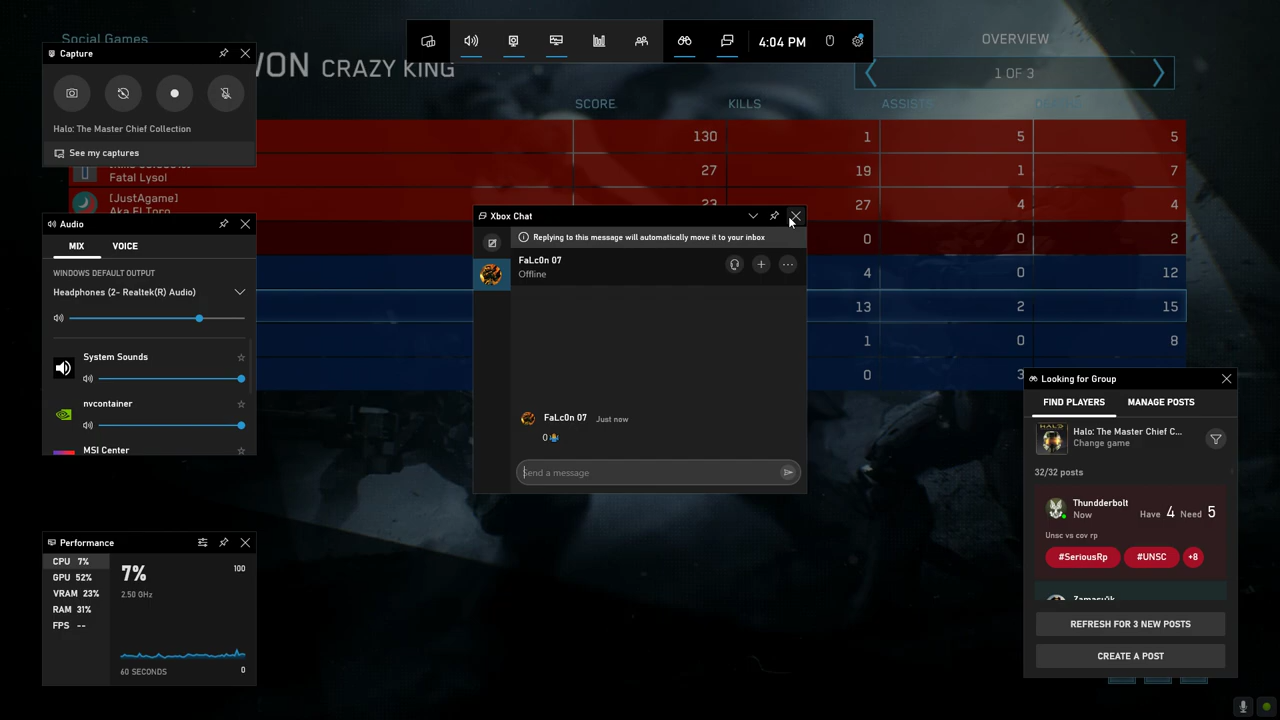 Social Games
WON CRAZY KING
4:04 PM
OVERVIEW
1 OF 3
SCORE KILLS ASSISTS
130 1 5 5
Fatal Lysol 27 19 1 7
[JustAgame]
Aka El Toro 23 27 4 4
0 0 2
4 0 12
13 2 15
1 0 8
0 3
Capture
Halo: The Master Chief Collection
See my captures
Audio
MIX VOICE
WINDOWS DEFAULT OUTPUT
Headphones (2- Realtek(R) Audio)
System Sounds
nvcontainer
MSI Center
Performance
CPU 7%
GPU 52%
VRAM 23%
RAM 31%
FPS --
7% 100
2.50 GHz
60 SECONDS 0
Xbox Chat
Replying to this message will automatically move it to your inbox
FaLc0n 07
Offline
FaLc0n 07 Just now
0
Send a message
Looking for Group
FIND PLAYERS MANAGE POSTS
Halo: The Master Chief C...
Change game
32/32 posts
Thundderbolt
Now
Have 4 Need 5
Unsc vs cov rp
#SeriousRp #UNSC +8
REFRESH FOR 3 NEW POSTS
CREATE A POST